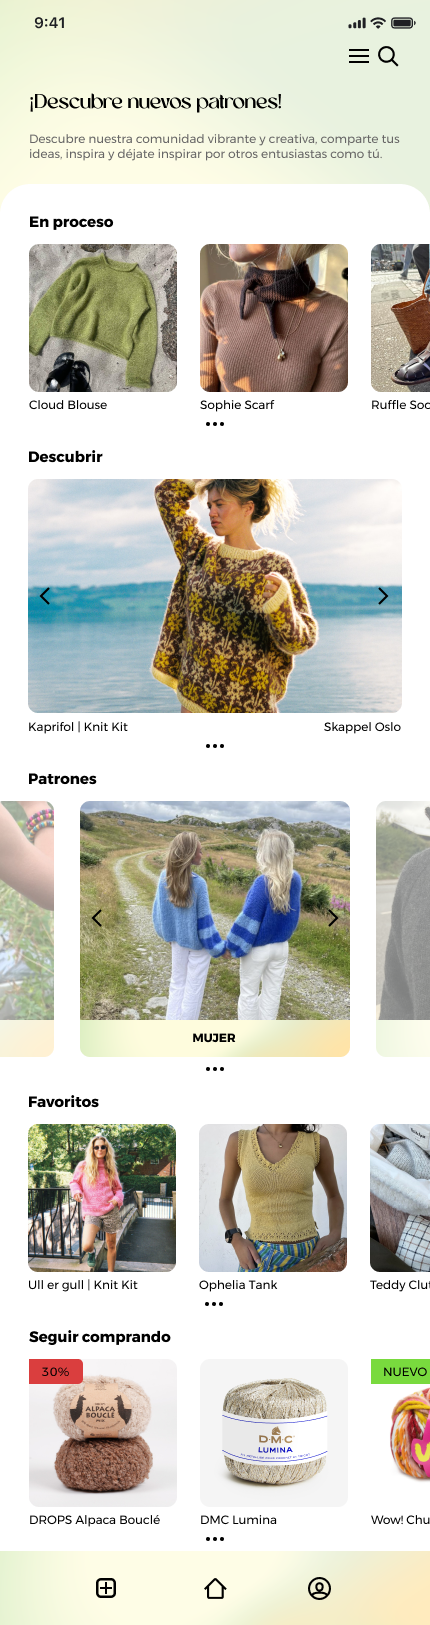 9:41
¡Descubre nuevos patrones!
Descubre nuestra comunidad vibrante y creativa, comparte tus
ideas, inspira y déjate inspirar por otros entusiastas como tú.
En proceso
Cloud Blouse
Sophie Scarf
Ruffle Soc
Descubrir
Kaprifol | Knit Kit
Skappel Oslo
Patrones
MUJER
Favoritos
Ull er gull | Knit Kit
Ophelia Tank
Teddy Clut
Seguir comprando
30%
NUEVO
ALPACA
BOUCLÉ
D·M·C
LUMINA
DROPS Alpaca Bouclé
DMC Lumina
Wow! Chu